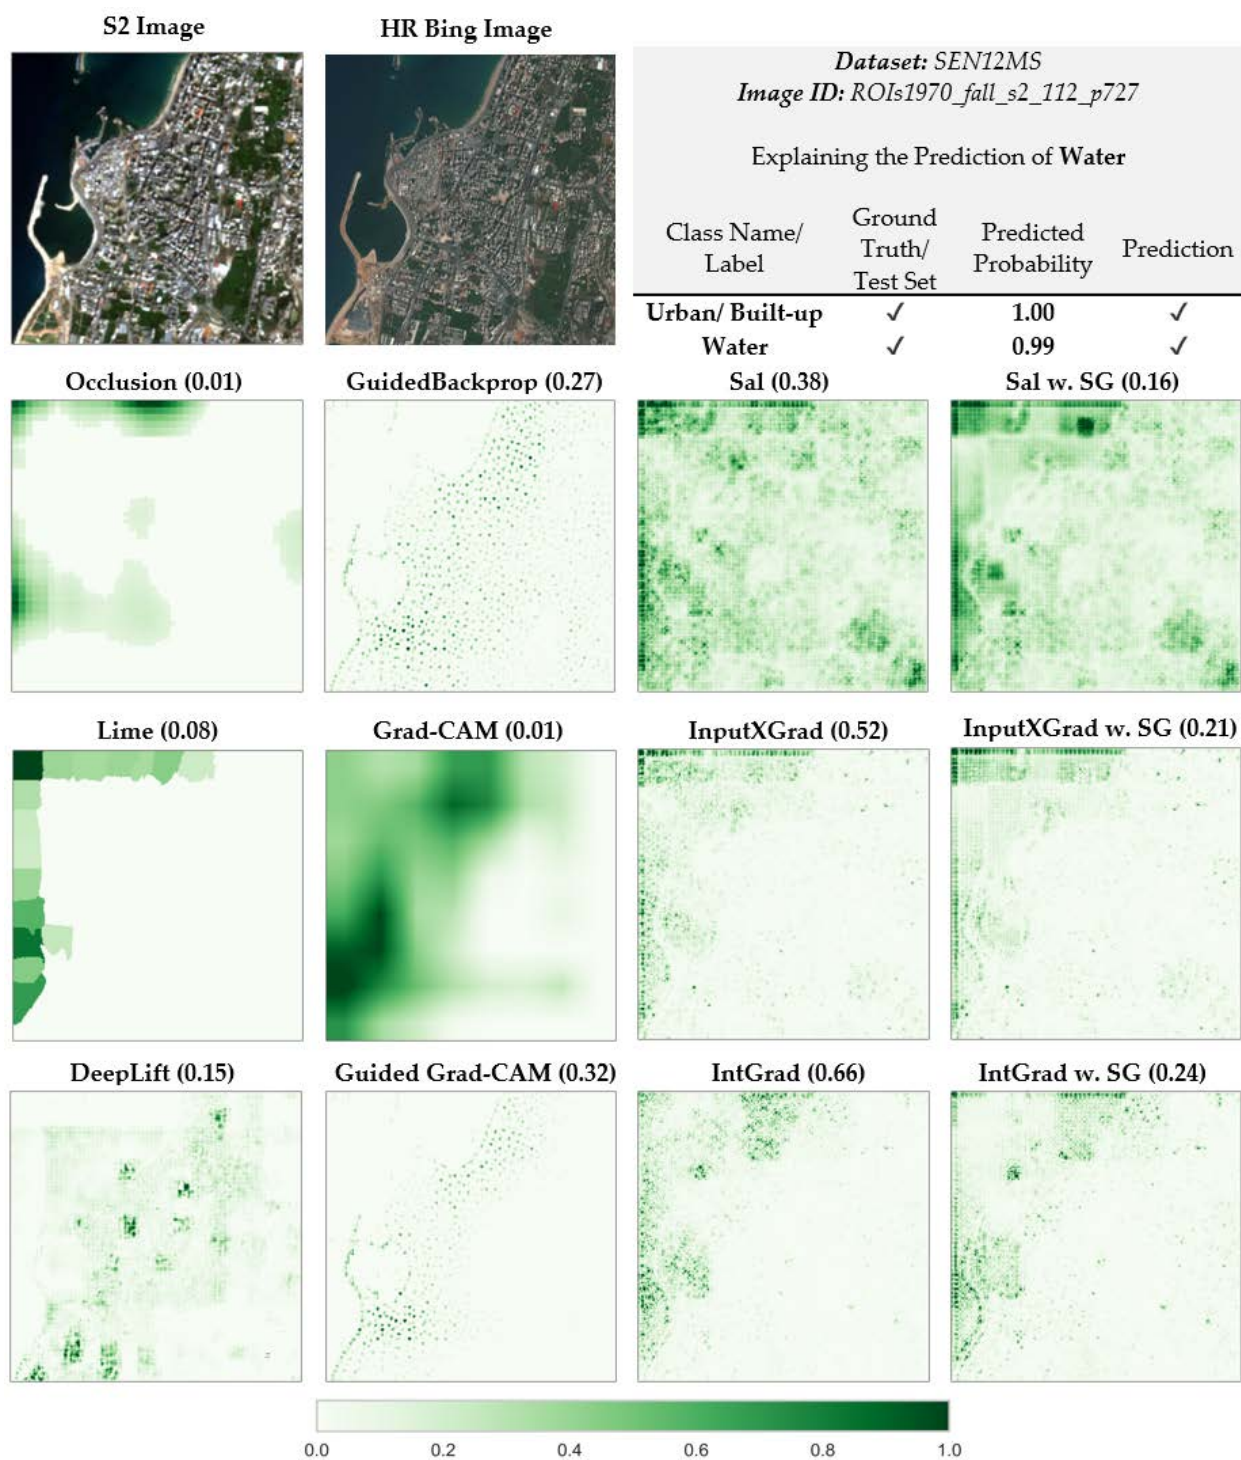 S2 Image
HR Bing Image
Dataset: SEN12MS
Image ID: ROIs1970_fall_s2_112_p727
Explaining the Prediction of Water
Class Name/
Label
Ground
Truth/
Test Set
Predicted
Probability
Prediction
Urban/ Built-up ✓ 1.00 ✓
Water ✓ 0.99 ✓
Occlusion (0.01)
GuidedBackprop (0.27)
Sal (0.38)
Sal w. SG (0.16)
Lime (0.08)
Grad-CAM (0.01)
InputXGrad (0.52)
InputXGrad w. SG (0.21)
DeepLift (0.15)
Guided Grad-CAM (0.32)
IntGrad (0.66)
IntGrad w. SG (0.24)
0.0 0.2 0.4 0.6 0.8 1.0